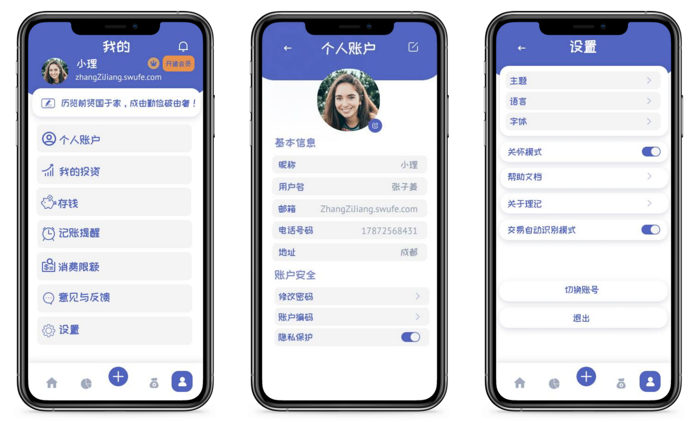 我的
小理
开通会员
zhangZiJiang.swufe.com
历览前贤国于家，成由勤俭破由奢！
个人账户
我的投资
存钱
记账提醒
消费限额
意见与反馈
设置
个人账户
基本信息
昵称 小理
用户名 张子姜
邮箱 ZhangZiJiang.swufe.com
电话号码 17872568431
地址 成都
账户安全
修改密码
账户编码
隐私保护
设置
主题
语言
字体
关怀模式
帮助文档
关于理记
交易自动识别模式
切换账号
退出